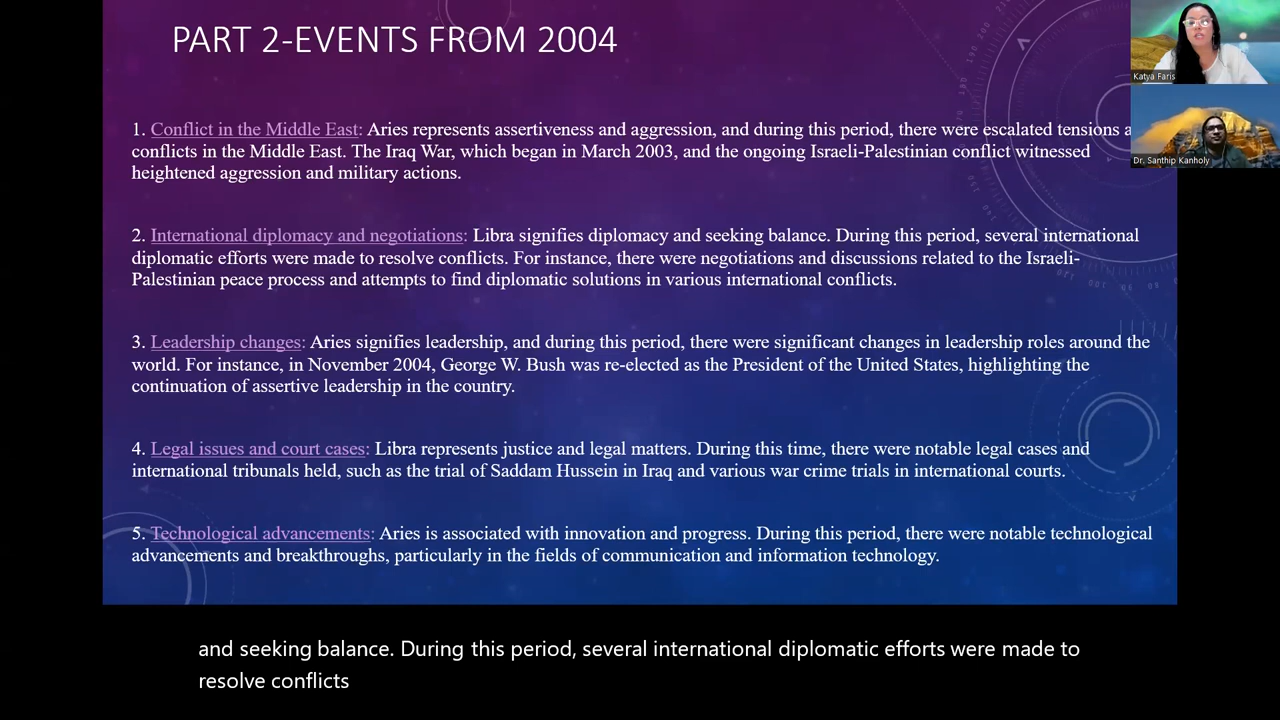 PART 2-EVENTS FROM 2004
Katya Faris
Dr. Santhip Kanholy
1. Conflict in the Middle East: Aries represents assertiveness and aggression, and during this period, there were escalated tensions
conflicts in the Middle East. The Iraq War, which began in March 2003, and the ongoing Israeli-Palestinian conflict witnessed
heightened aggression and military actions.
2. International diplomacy and negotiations: Libra signifies diplomacy and seeking balance. During this period, several international
diplomatic efforts were made to resolve conflicts. For instance, there were negotiations and discussions related to the Israeli-
Palestinian peace process and attempts to find diplomatic solutions in various international conflicts.
3. Leadership changes: Aries signifies leadership, and during this period, there were significant changes in leadership roles around the
world. For instance, in November 2004, George W. Bush was re-elected as the President of the United States, highlighting the
continuation of assertive leadership in the country.
4. Legal issues and court cases: Libra represents justice and legal matters. During this time, there were notable legal cases and
international tribunals held, such as the trial of Saddam Hussein in Iraq and various war crime trials in international courts.
5. Technological advancements: Aries is associated with innovation and progress. During this period, there were notable technological
advancements and breakthroughs, particularly in the fields of communication and information technology.
and seeking balance. During this period, several international diplomatic efforts were made to
resolve conflicts